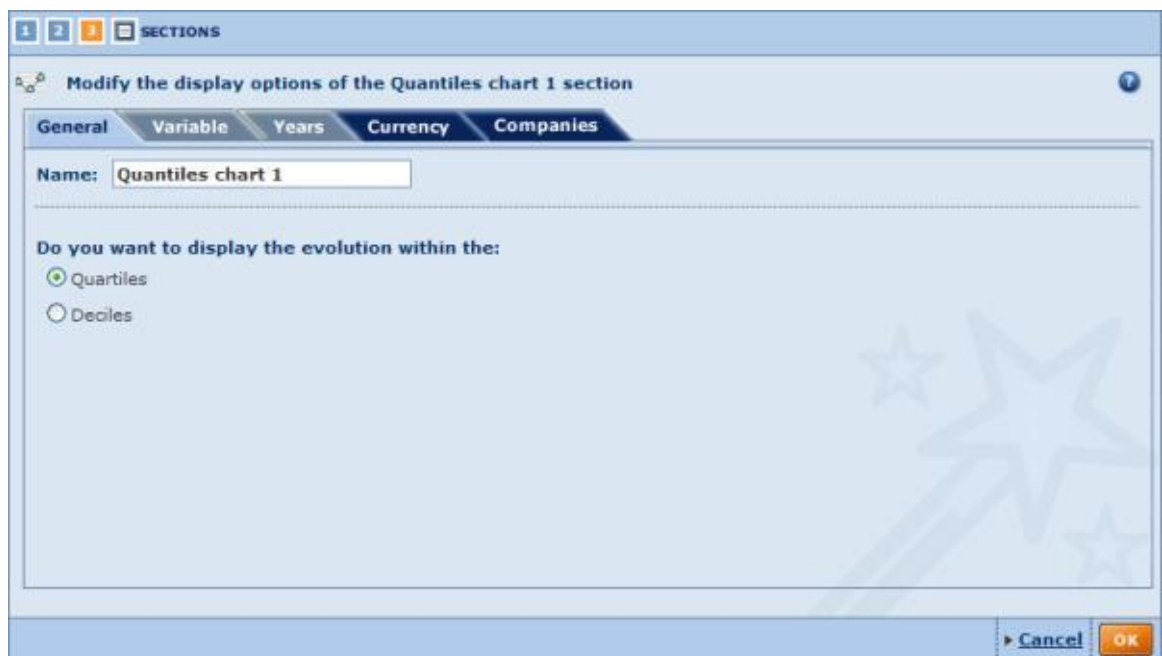 1 2 3 SECTIONS
Modify the display options of the Quantiles chart 1 section ?
General Variable Years Currency Companies
Name: Quantiles chart 1
Do you want to display the evolution within the:
Quartiles
Deciles
Cancel OK